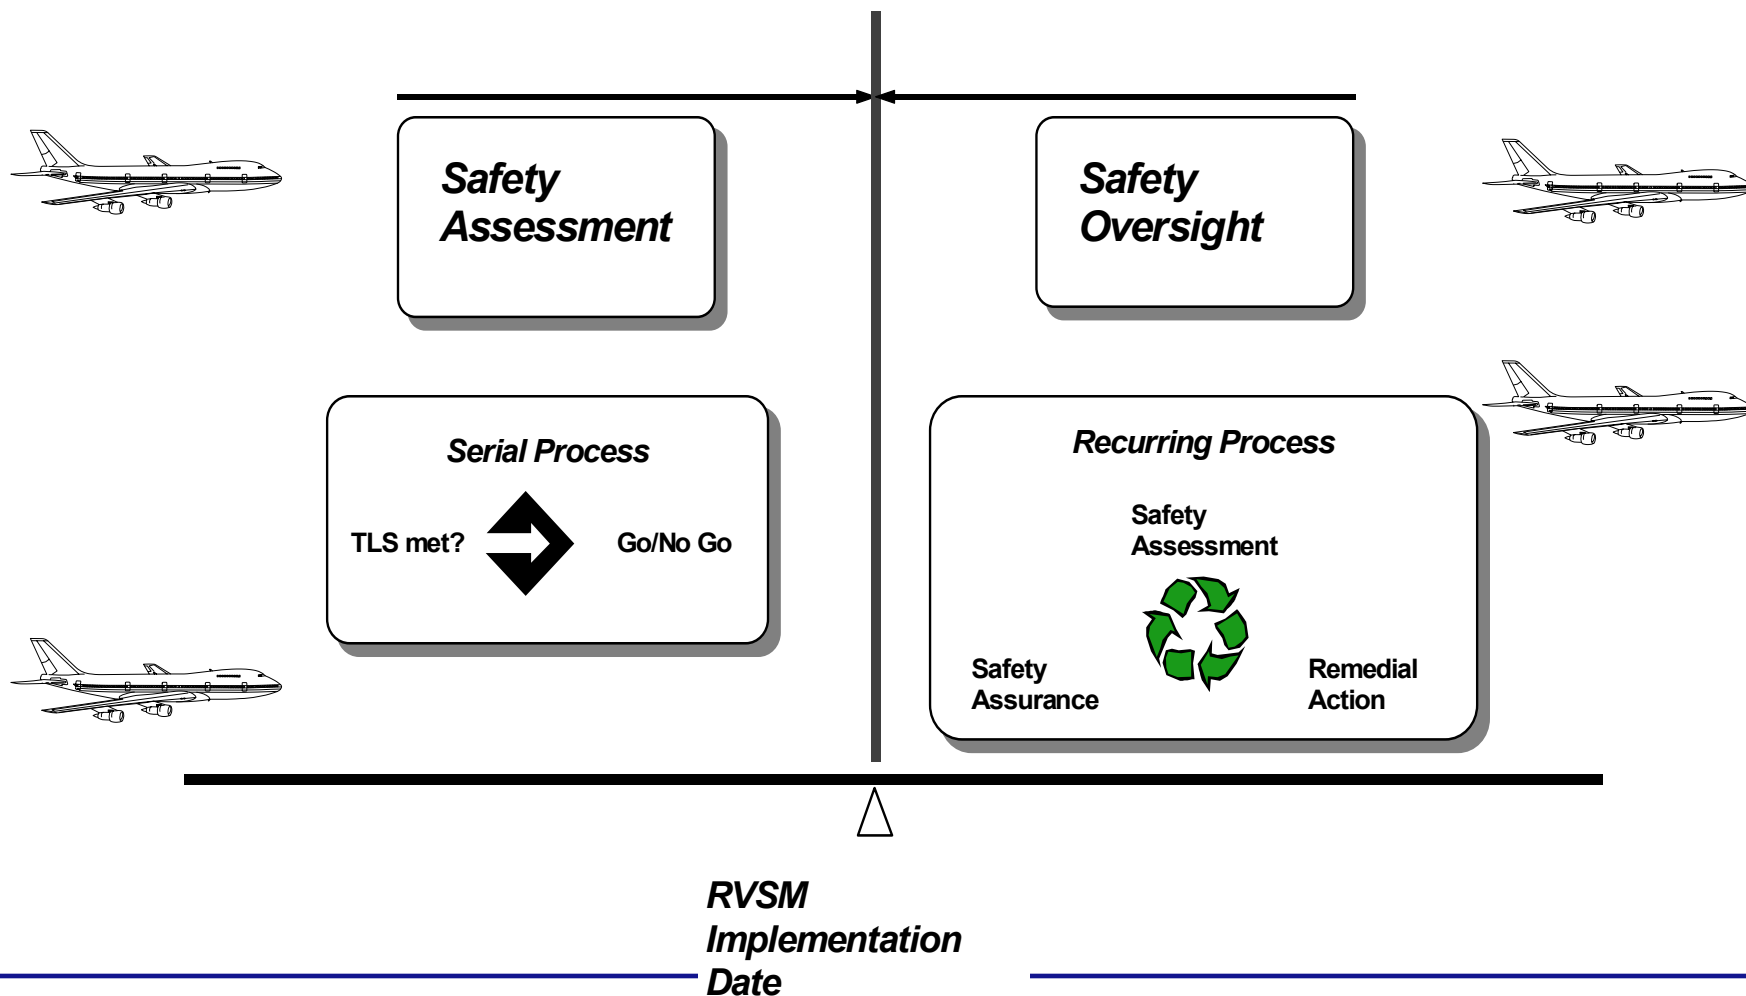 Safety
Assessment
Safety
Oversight
Serial Process
TLS met?
Go/No Go
Recurring Process
Safety
Assessment
Safety
Assurance
Remedial
Action
RVSM
Implementation
Date